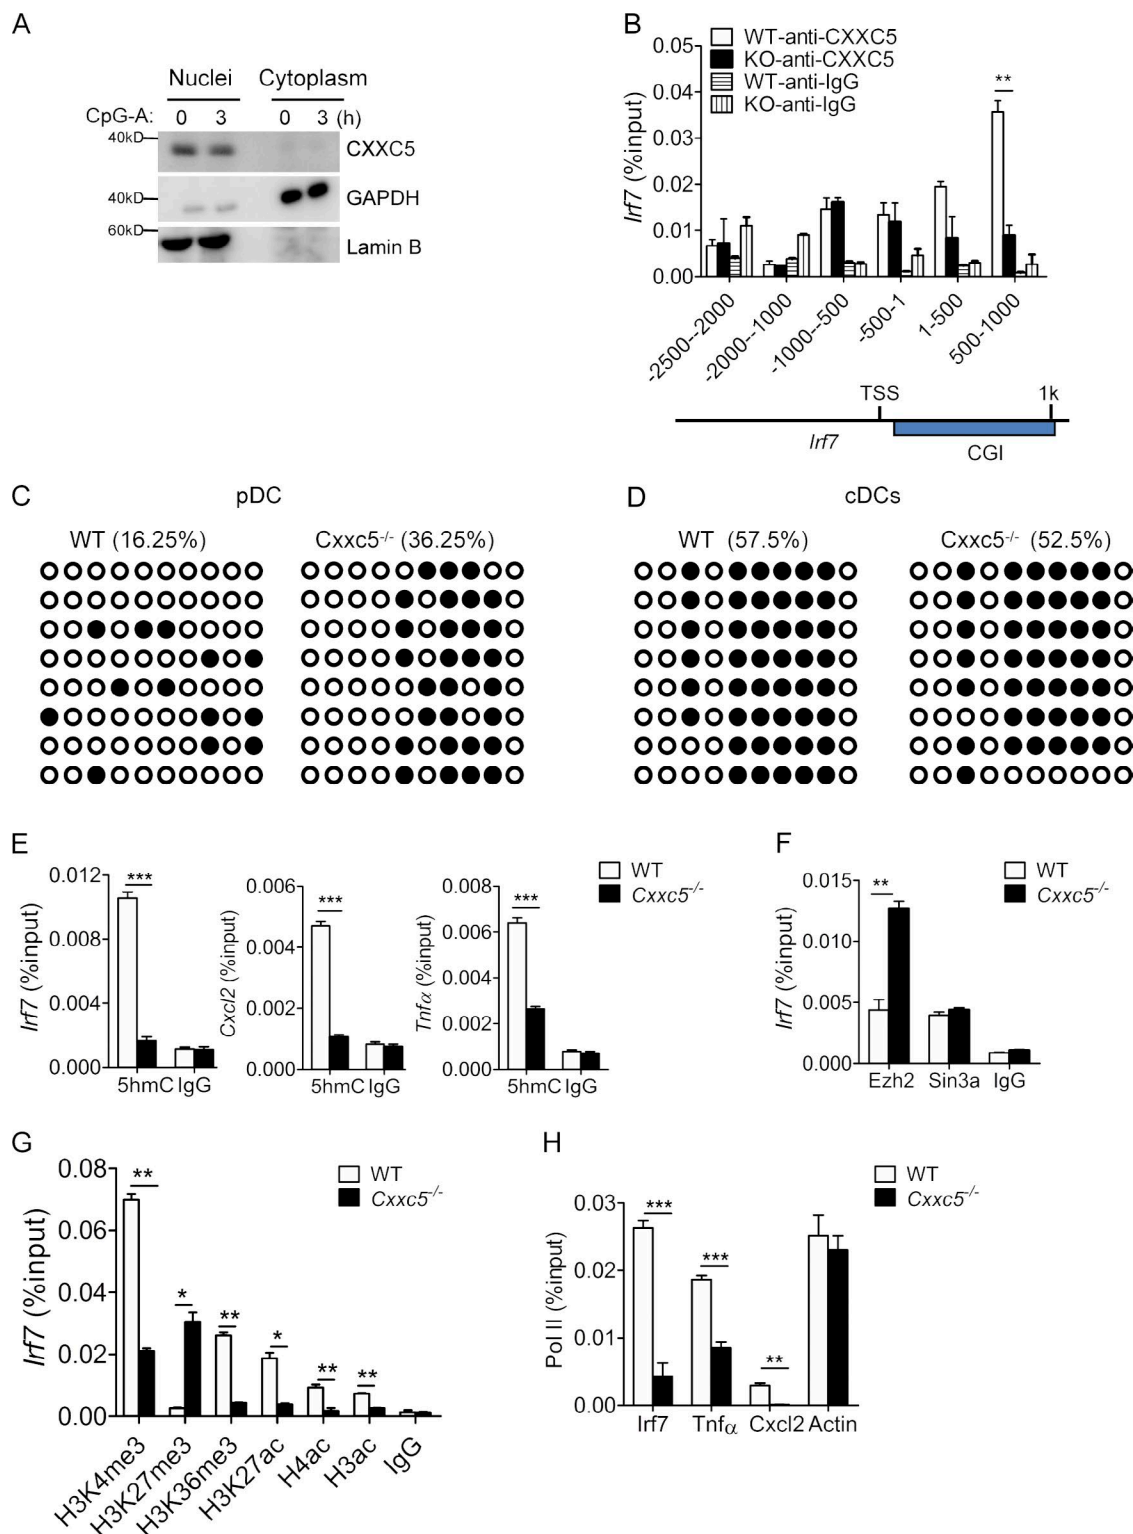 A
Nuclei Cytoplasm
CpG-A: 0 3 0 3 (h)
40kD CXXC5
40kD GAPDH
60kD Lamin B
B
WT-anti-CXXC5
KO-anti-CXXC5
WT-anti-IgG
KO-anti-IgG
**
Irf7 (%input)
0.05
0.04
0.03
0.02
0.01
0.00
-2500--2000
-2000--1000
-1000--500
-500-1
1-500
500-1000
TSS 1k
Irf7
CGI
C
pDC
WT (16.25%) Cxxc5-/- (36.25%)
D
cDCs
WT (57.5%) Cxxc5-/- (52.5%)
E
Irf7 (%input)
0.012
0.008
0.004
0.000
***
5hmC IgG
Cxcl2 (%input)
0.006
0.004
0.002
0.000
***
5hmC IgG
Tnfα (%input)
0.008
0.006
0.004
0.002
0.000
***
5hmC IgG
WT
Cxxc5-/-
F
WT
Cxxc5-/-
Irf7 (%input)
0.015
0.010
0.005
0.000
**
Ezh2 Sin3a IgG
G
WT
Cxxc5-/-
Irf7 (%input)
0.08
0.06
0.04
0.02
0.00
** * ** * ** **
H3K4me3
H3K27me3
H3K36me3
H3K27ac
H4ac
H3ac
IgG
H
WT
Cxxc5-/-
Pol II (%input)
0.03
0.02
0.01
0.00
*** *** **
Irf7 Tnfα Cxcl2 Actin